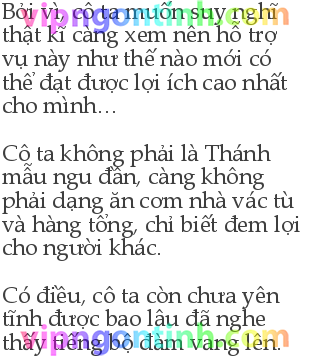 Bởi vì, cô ta muốn suy nghĩ
thật kĩ càng xem nên hỗ trợ
vụ này như thế nào mới có
thể đạt được lợi ích cao nhất
cho mình…
Cô ta không phải là Thánh
mẫu ngu đần, càng không
phải dạng ăn cơm nhà vác tù
và hàng tổng, chỉ biết đem lợi
cho người khác.
Có điều, cô ta còn chưa yên
tĩnh được bao lâu đã nghe
thấy tiếng bộ đàm vang lên.
vipngontinh.com
vipngontinh.com